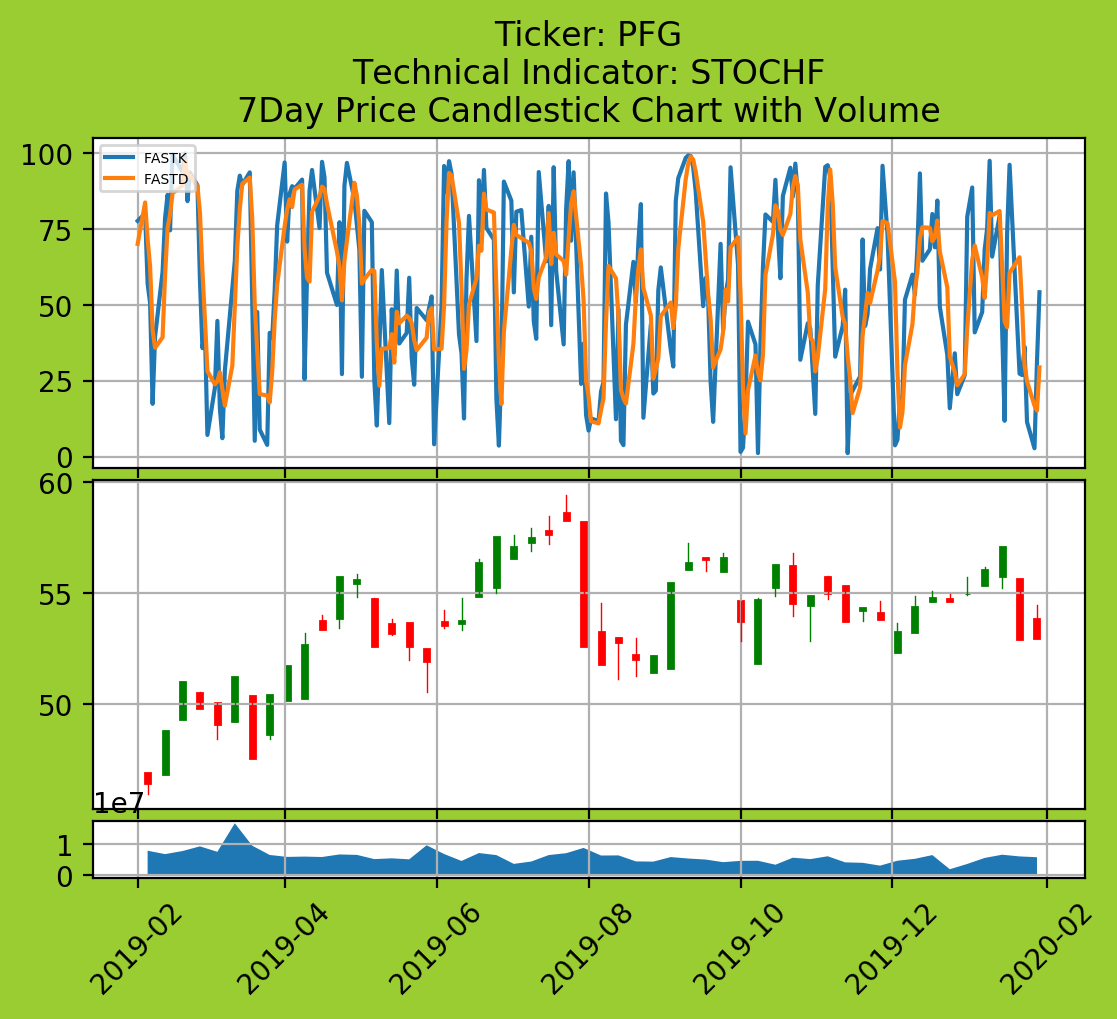 Ticker: PFG
Technical Indicator: STOCHF
7Day Price Candlestick Chart with Volume
100
75
50
25
0
FASTK
FASTD
60
55
50
1e7
1
0
2019-02
2019-04
2019-06
2019-08
2019-10
2019-12
2020-02